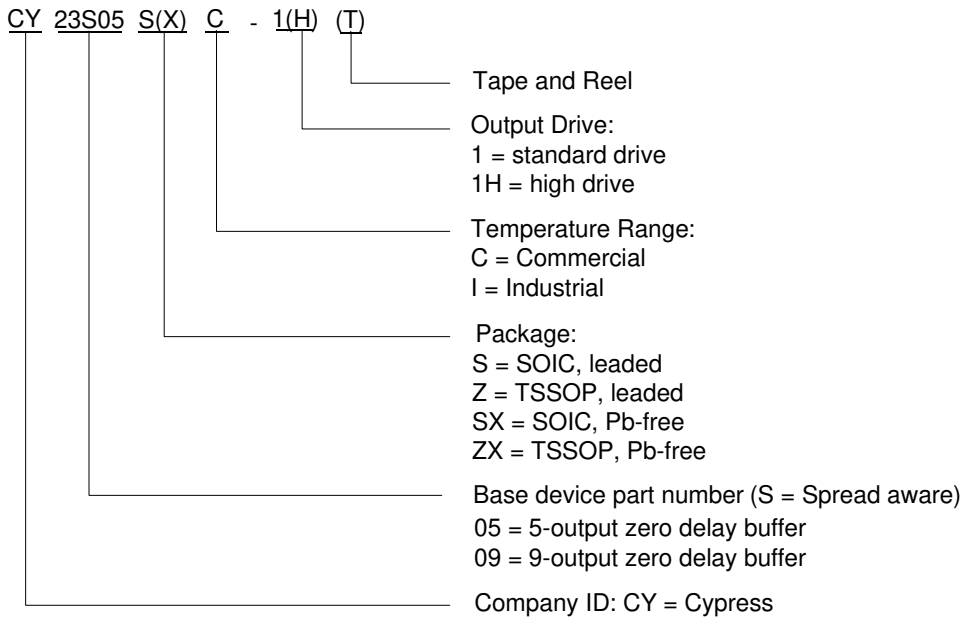 CY 23S05 S(X) C - 1(H) (T)
Tape and Reel
Output Drive:
1 = standard drive
1H = high drive
Temperature Range:
C = Commercial
I = Industrial
Package:
S = SOIC, leaded
Z = TSSOP, leaded
SX = SOIC, Pb-free
ZX = TSSOP, Pb-free
Base device part number (S = Spread aware)
05 = 5-output zero delay buffer
09 = 9-output zero delay buffer
Company ID: CY = Cypress